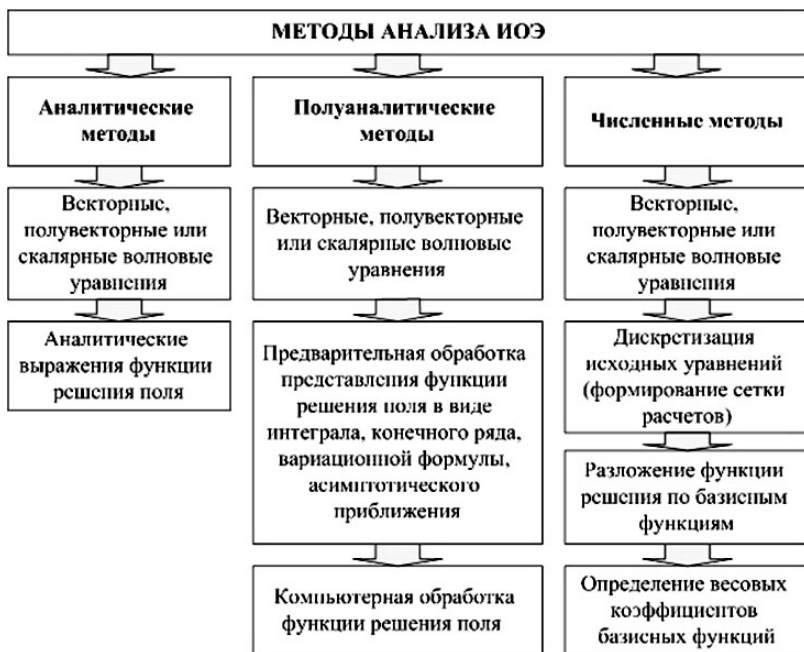 МЕТОДЫ АНАЛИЗА ИОЭ
Аналитические
методы
Полуаналитические
методы
Численные методы
Векторные,
полувекторные или
скалярные волновые
уравнения
Векторные, полувекторные
или скалярные волновые
уравнения
Векторные,
полувекторные или
скалярные волновые
уравнения
Аналитические
выражения функции
решения поля
Предварительная обработка
представления функции
решения поля в виде
интеграла, конечного ряда,
вариационной формулы,
асимптотического
приближения
Дискретизация
исходных уравнений
(формирование сетки
расчетов)
Разложение функции
решения по базисным
функциям
Компьютерная обработка
функции решения поля
Определение весовых
коэффициентов
базисных функций